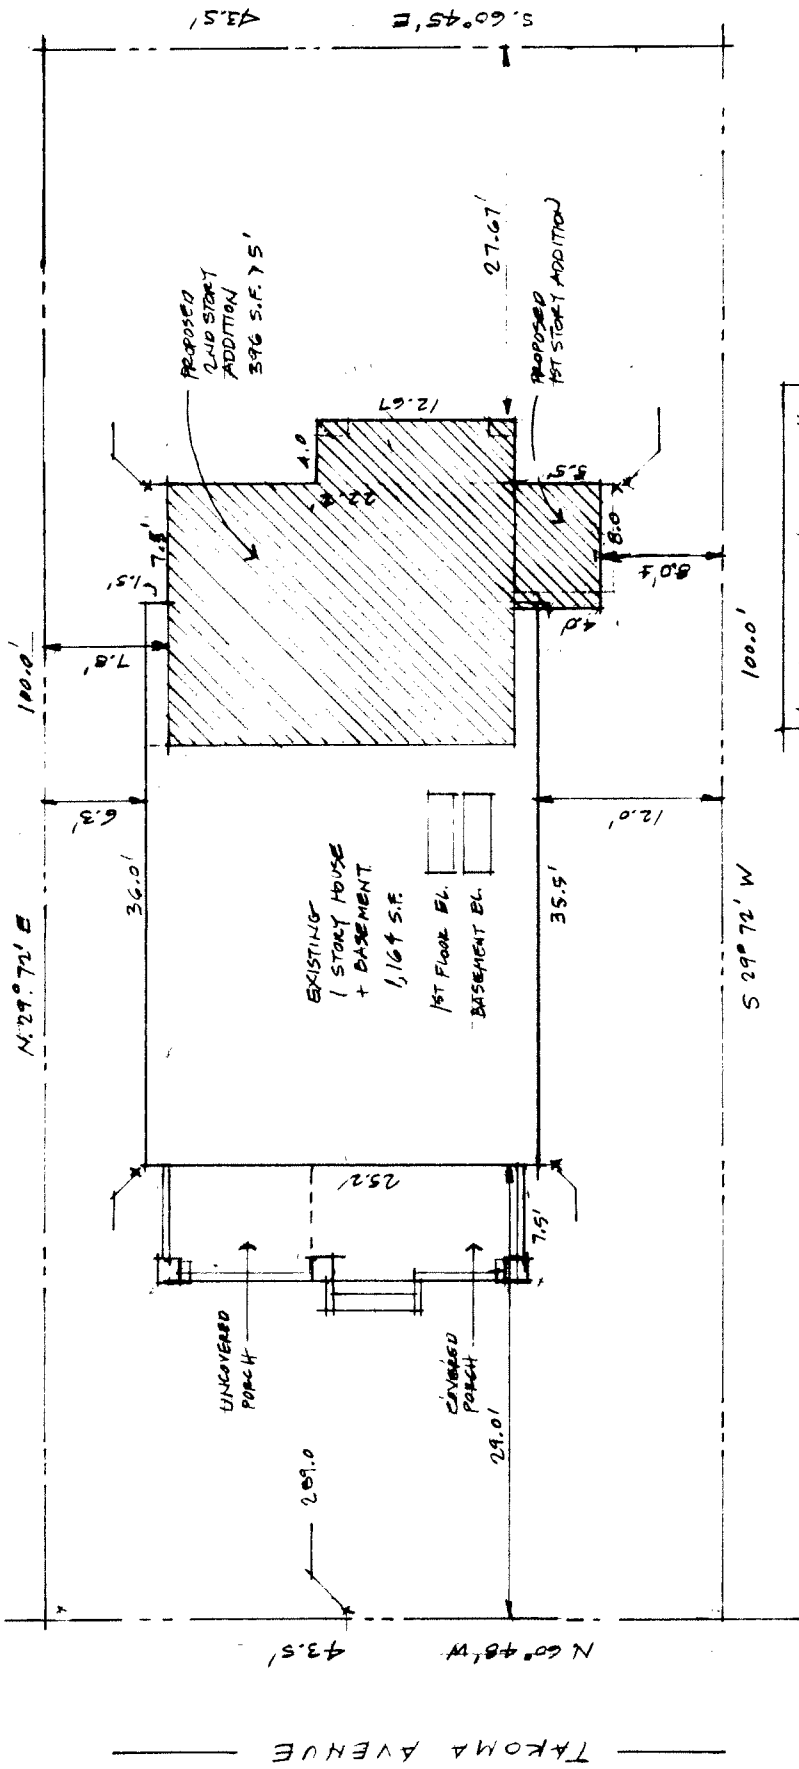 S. 60° 45' E
43.5'
PROPOSED
2ND STORY
ADDITION
396 S.F. > 5'
27.67'
PROPOSED
1ST STORY ADDITION
12.67
4.0
5.5'
7.5'
1.5'
8.0
8.0'±
4.0'
100.0'
7.8'
100.0'
6.3'
12.0'
36.0'
35.5'
EXISTING
1 STORY HOUSE
+ BASEMENT
1,164 S.F.
1ST FLOOR EL.
BASEMENT EL.
N. 29° 72' E
S 29° 72' W
25.2'
7.5'
UNCOVERED
PORCH
COVERED
PORCH
29.0'
289.0
N 60° 48' W
43.5'
TAKOMA AVENUE